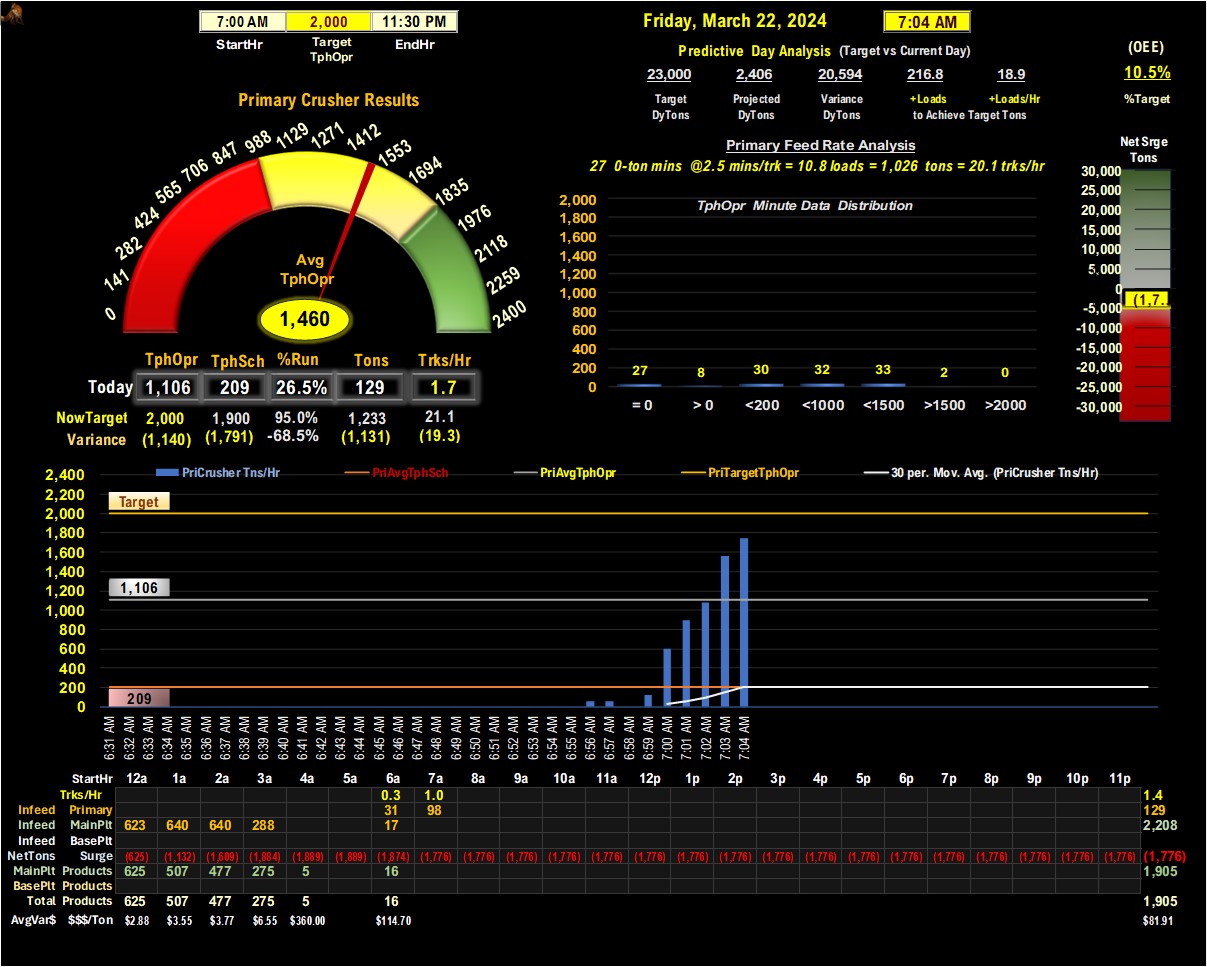 7:00 AM 2,000 11:30 PM
StartHr Target TphOpr EndHr
Friday, March 22, 2024 7:04 AM
Predictive Day Analysis (Target vs Current Day)
23,000 2,406 20,594 216.8 18.9
Target Projected Variance +Loads +Loads/Hr
DyTons DyTons DyTons to Achieve Target Tons
(OEE)
10.5%
%Target
Primary Crusher Results
0 141 282 424 565 706 847 988 1129 1271 1412 1553 1694 1835 1976 2118 2259 2400
Avg
TphOpr
1,460
Primary Feed Rate Analysis
27 0-ton mins @2.5 mins/trk = 10.8 loads = 1,026 tons = 20.1 trks/hr
TphOpr Minute Data Distribution
2,000
1,800
1,600
1,400
1,200
1,000
800
600
400
200
0
27 8 30 32 33 2 0
= 0 > 0 <200 <1000 <1500 >1500 >2000
Net Srge
Tons
30,000
25,000
20,000
15,000
10,000
5,000
0
(1,7..
-5,000
-10,000
-15,000
-20,000
-25,000
-30,000
TphOpr TphSch %Run Tons Trks/Hr
Today 1,106 209 26.5% 129 1.7
NowTarget 2,000 1,900 95.0% 1,233 21.1
Variance (1,140) (1,791) -68.5% (1,131) (19.3)
PriCrusher Tns/Hr PriAvgTphSch PriAvgTphOpr PriTargetTphOpr 30 per. Mov. Avg. (PriCrusher Tns/Hr)
2,400
2,200
2,000
1,800
1,600
1,400
1,200
1,000
800
600
400
200
0
Target
1,106
209
6:31 AM 6:32 AM 6:33 AM 6:34 AM 6:35 AM 6:36 AM 6:37 AM 6:38 AM 6:39 AM 6:40 AM 6:41 AM 6:42 AM 6:43 AM 6:44 AM 6:45 AM 6:46 AM 6:47 AM 6:48 AM 6:49 AM 6:50 AM 6:51 AM 6:52 AM 6:53 AM 6:54 AM 6:55 AM 6:56 AM 6:57 AM 6:58 AM 6:59 AM 7:00 AM 7:01 AM 7:02 AM 7:03 AM 7:04 AM
StartHr 12a 1a 2a 3a 4a 5a 6a 7a 8a 9a 10a 11a 12p 1p 2p 3p 4p 5p 6p 7p 8p 9p 10p 11p
Trks/Hr 0.3 1.0 1.4
Infeed Primary 31 98 129
Infeed MainPlt 623 640 640 288 17 2,208
Infeed BasePlt
NetTons Surge (625) (1,132) (1,609) (1,884) (1,889) (1,889) (1,874) (1,776) (1,776) (1,776) (1,776) (1,776) (1,776) (1,776) (1,776) (1,776) (1,776) (1,776) (1,776) (1,776) (1,776) (1,776) (1,776) (1,776) (1,776)
MainPlt Products 625 507 477 275 5 16 1,905
BasePlt Products
Total Products 625 507 477 275 5 16 1,905
AvgVar$ $$$/Ton $2.88 $3.55 $3.77 $6.55 $360.00 $114.70 $81.91